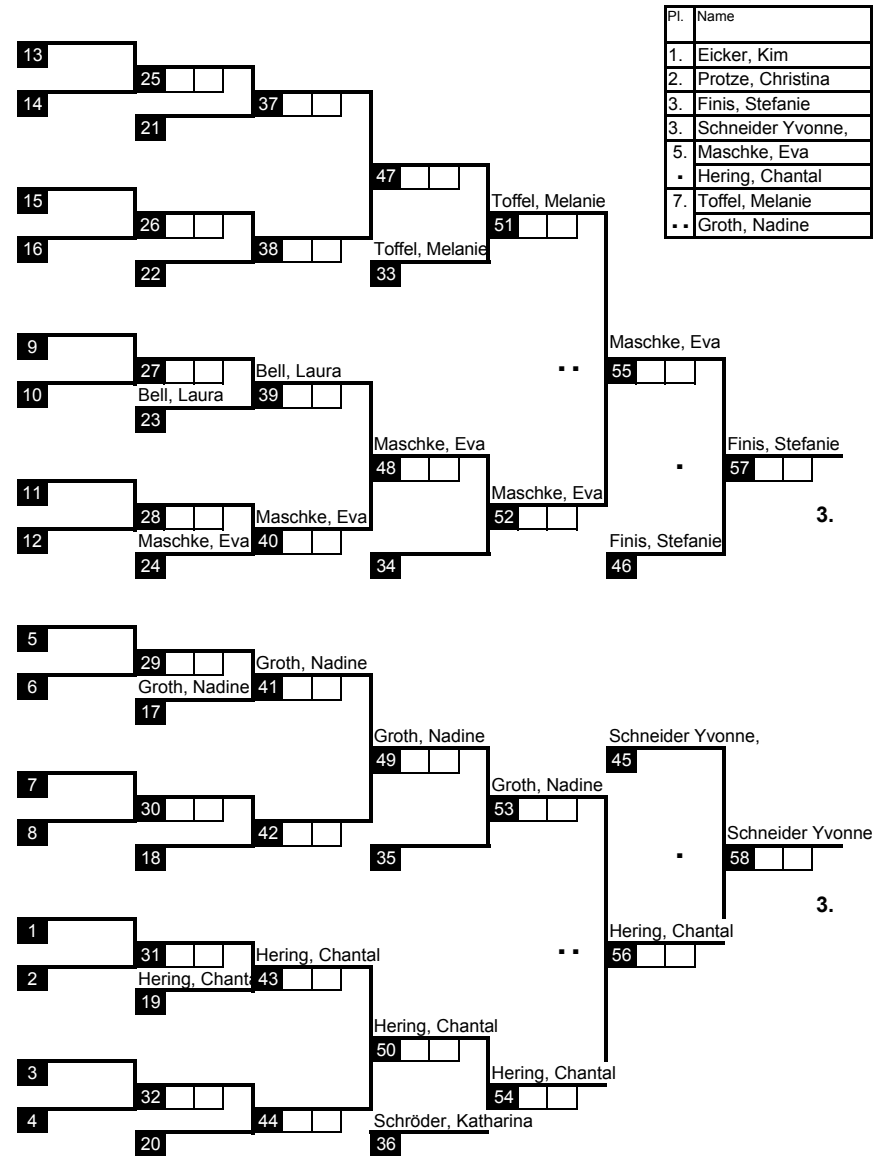 Pl. Name
1. Eicker, Kim
2. Protze, Christina
3. Finis, Stefanie
3. Schneider Yvonne,
5. Maschke, Eva
▪ Hering, Chantal
7. Toffel, Melanie
▪ ▪ Groth, Nadine
13
25
14
37
21
47
15
Toffel, Melanie
26
51
16
38
Toffel, Melanie
22
33
9
Maschke, Eva
27
Bell, Laura
▪ ▪
55
10
Bell, Laura
39
23
Maschke, Eva
Finis, Stefanie
48
▪
57
11
Maschke, Eva
28
Maschke, Eva
52
3.
12
Maschke, Eva
40
Finis, Stefanie
24
34
46
5
29
Groth, Nadine
6
Groth, Nadine
41
17
Groth, Nadine
Schneider Yvonne,
49
45
7
Groth, Nadine
30
53
8
42
Schneider Yvonne
18
35
▪
58
3.
1
Hering, Chantal
31
Hering, Chantal
▪ ▪
56
2
Hering, Chanta
43
19
Hering, Chantal
50
3
Hering, Chantal
32
54
4
44
Schröder, Katharina
20
36